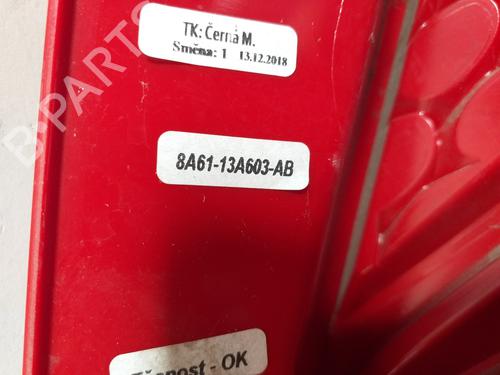 TK: Černá M.
Směna: 1 13.12.2018
8A61-13A603-AB
- OK
B-PARTS